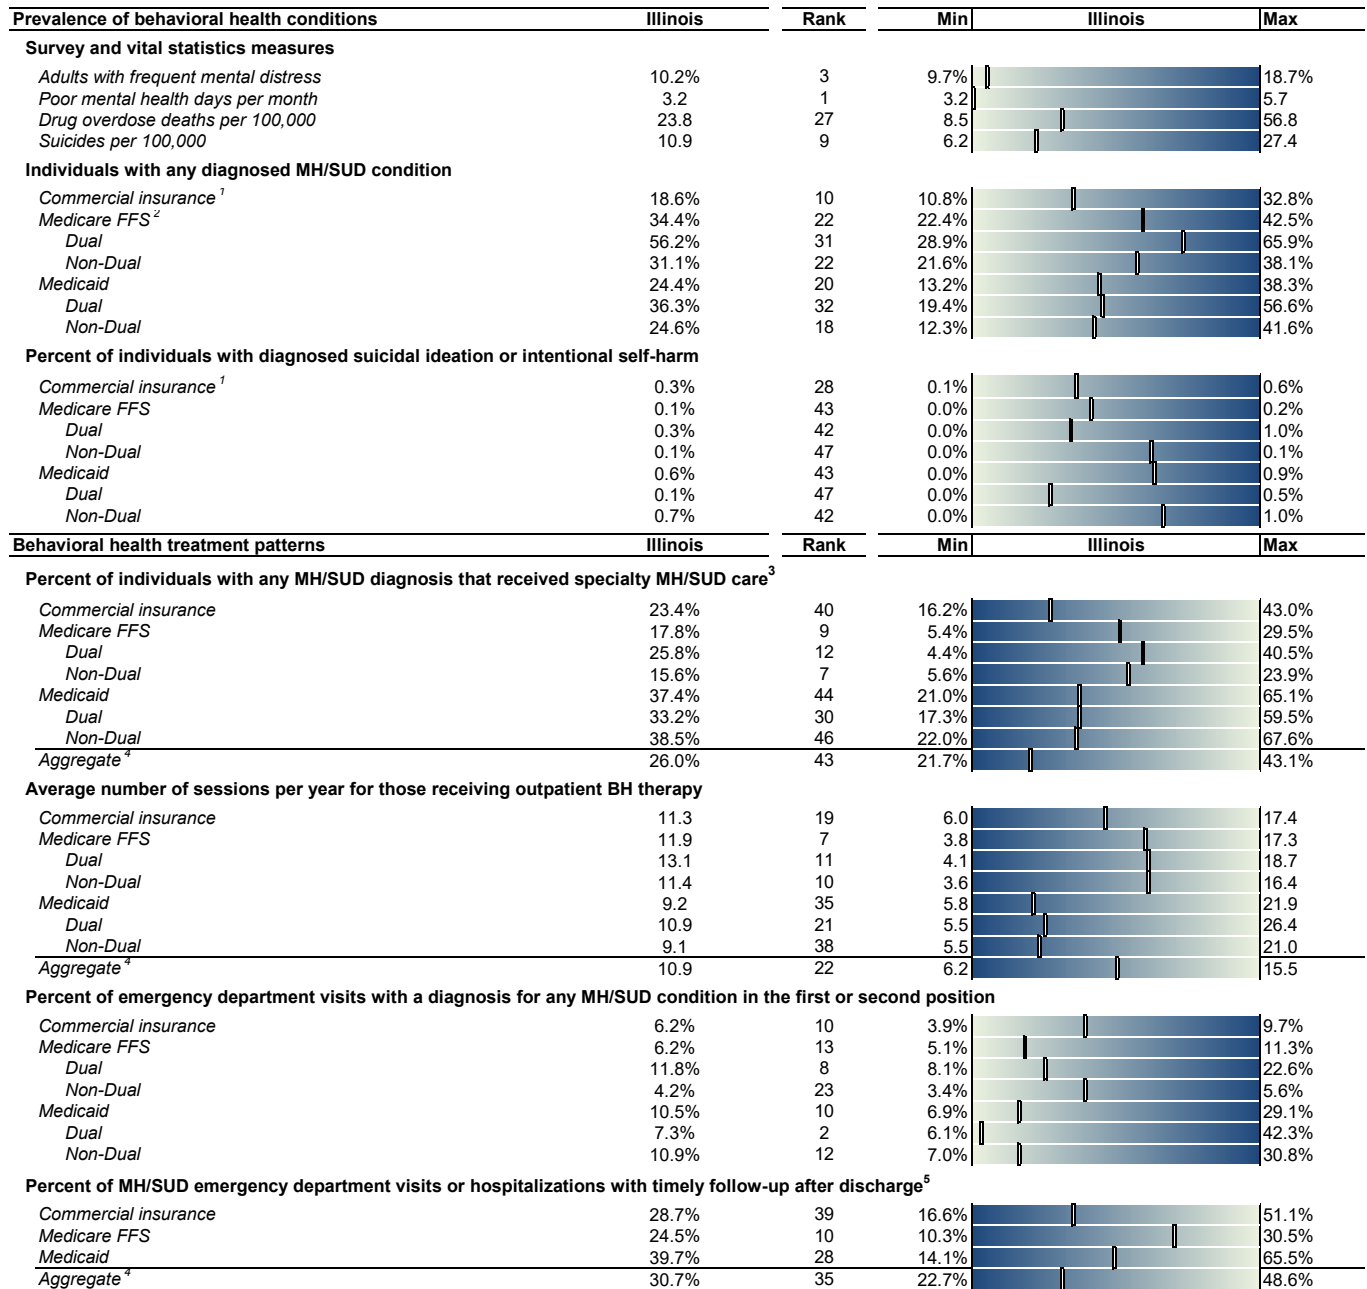 Prevalence of behavioral health conditions Illinois Rank Min Illinois Max
Survey and vital statistics measures
Adults with frequent mental distress 10.2% 3 9.7% 18.7%
Poor mental health days per month 3.2 1 3.2 5.7
Drug overdose deaths per 100,000 23.8 27 8.5 56.8
Suicides per 100,000 10.9 9 6.2 27.4
Individuals with any diagnosed MH/SUD condition
Commercial insurance 1 18.6% 10 10.8% 32.8%
Medicare FFS 2 34.4% 22 22.4% 42.5%
Dual 56.2% 31 28.9% 65.9%
Non-Dual 31.1% 22 21.6% 38.1%
Medicaid 24.4% 20 13.2% 38.3%
Dual 36.3% 32 19.4% 56.6%
Non-Dual 24.6% 18 12.3% 41.6%
Percent of individuals with diagnosed suicidal ideation or intentional self-harm
Commercial insurance 1 0.3% 28 0.1% 0.6%
Medicare FFS 0.1% 43 0.0% 0.2%
Dual 0.3% 42 0.0% 1.0%
Non-Dual 0.1% 47 0.0% 0.1%
Medicaid 0.6% 43 0.0% 0.9%
Dual 0.1% 47 0.0% 0.5%
Non-Dual 0.7% 42 0.0% 1.0%
Behavioral health treatment patterns Illinois Rank Min Illinois Max
Percent of individuals with any MH/SUD diagnosis that received specialty MH/SUD care3
Commercial insurance 23.4% 40 16.2% 43.0%
Medicare FFS 17.8% 9 5.4% 29.5%
Dual 25.8% 12 4.4% 40.5%
Non-Dual 15.6% 7 5.6% 23.9%
Medicaid 37.4% 44 21.0% 65.1%
Dual 33.2% 30 17.3% 59.5%
Non-Dual 38.5% 46 22.0% 67.6%
Aggregate 4 26.0% 43 21.7% 43.1%
Average number of sessions per year for those receiving outpatient BH therapy
Commercial insurance 11.3 19 6.0 17.4
Medicare FFS 11.9 7 3.8 17.3
Dual 13.1 11 4.1 18.7
Non-Dual 11.4 10 3.6 16.4
Medicaid 9.2 35 5.8 21.9
Dual 10.9 21 5.5 26.4
Non-Dual 9.1 38 5.5 21.0
Aggregate 4 10.9 22 6.2 15.5
Percent of emergency department visits with a diagnosis for any MH/SUD condition in the first or second position
Commercial insurance 6.2% 10 3.9% 9.7%
Medicare FFS 6.2% 13 5.1% 11.3%
Dual 11.8% 8 8.1% 22.6%
Non-Dual 4.2% 23 3.4% 5.6%
Medicaid 10.5% 10 6.9% 29.1%
Dual 7.3% 2 6.1% 42.3%
Non-Dual 10.9% 12 7.0% 30.8%
Percent of MH/SUD emergency department visits or hospitalizations with timely follow-up after discharge5
Commercial insurance 28.7% 39 16.6% 51.1%
Medicare FFS 24.5% 10 10.3% 30.5%
Medicaid 39.7% 28 14.1% 65.5%
Aggregate 4 30.7% 35 22.7% 48.6%